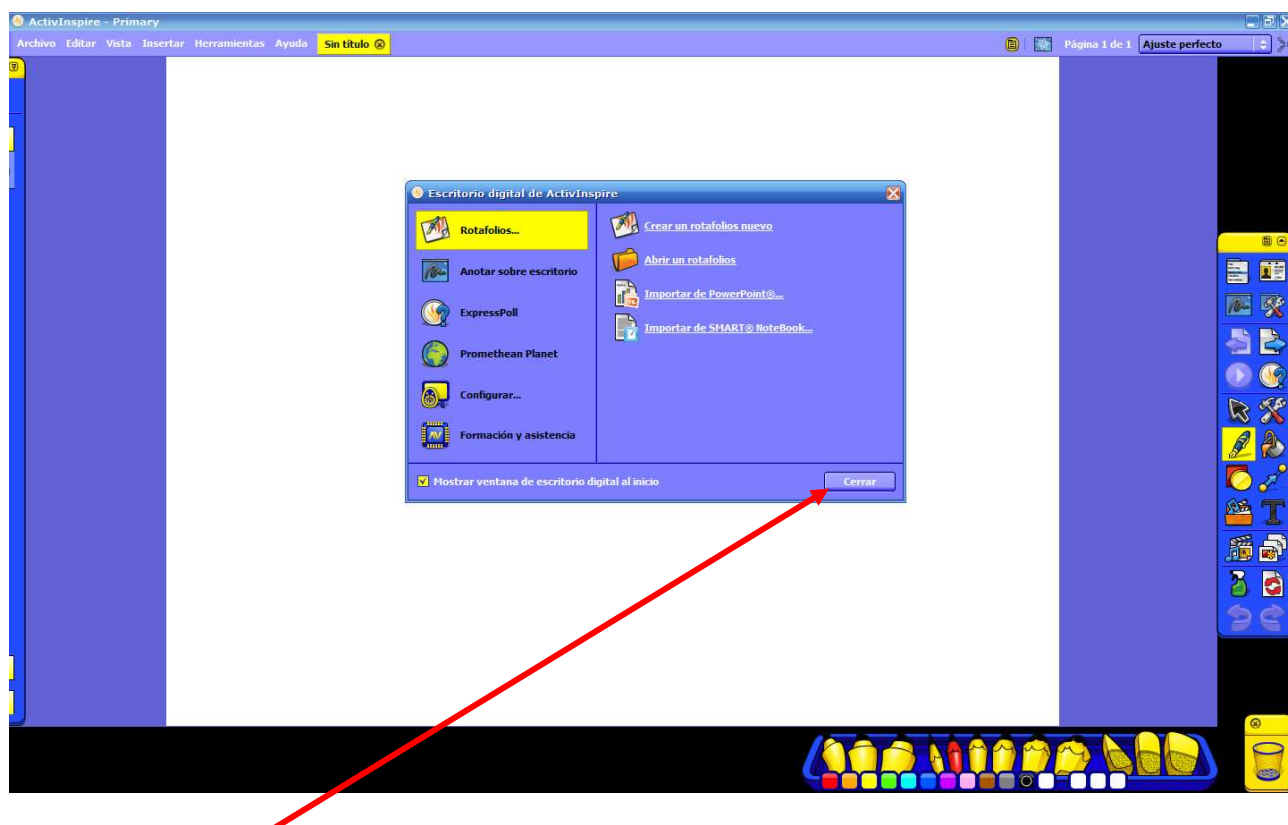 ActivInspire - Primary
Archivo Editar Vista Insertar Herramientas Ayuda Sin título Página 1 de 1 Ajuste perfecto
Escritorio digital de ActivInspire
Rotafolios...
Anotar sobre escritorio
ExpressPoll
Promethean Planet
Configurar...
Formación y asistencia
Crear un rotafolios nuevo
Abrir un rotafolios
Importar de PowerPoint®...
Importar de SMART® NoteBook...
Mostrar ventana de escritorio digital al inicio Cerrar